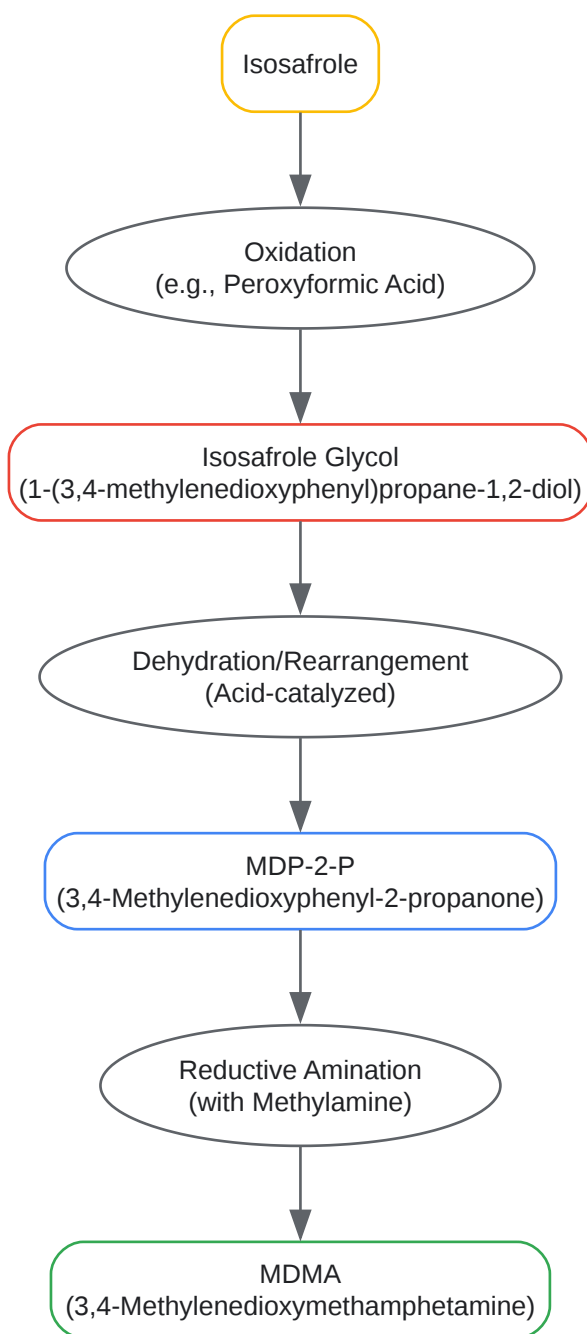 Isosafrole
Oxidation
(e.g., Peroxyformic Acid)
Isosafrole Glycol
(1-(3,4-methylenedioxyphenyl)propane-1,2-diol)
Dehydration/Rearrangement
(Acid-catalyzed)
MDP-2-P
(3,4-Methylenedioxyphenyl-2-propanone)
Reductive Amination
(with Methylamine)
MDMA
(3,4-Methylenedioxymethamphetamine)